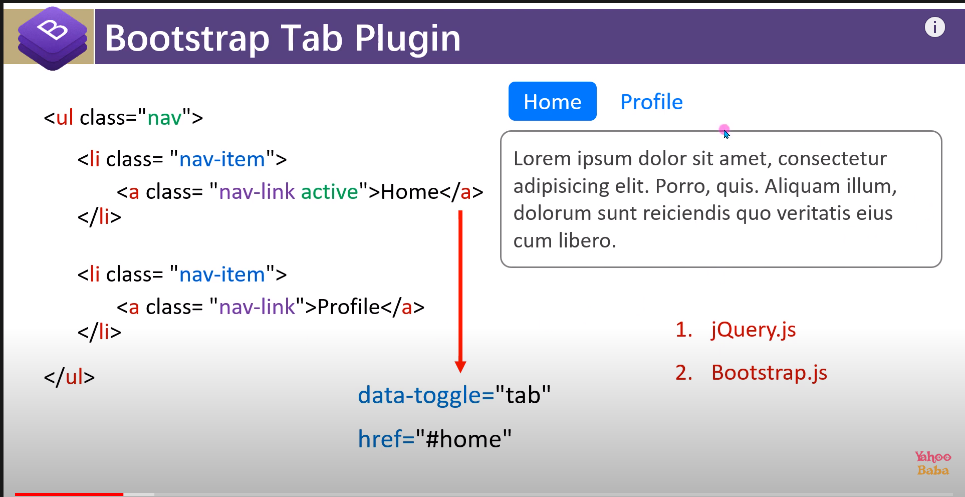 Bootstrap Tab Plugin
<ul class="nav">
<li class= "nav-item">
<a class= "nav-link active">Home</a>
</li>
<li class= "nav-item">
<a class= "nav-link">Profile</a>
</li>
</ul>
data-toggle="tab"
href="#home"
Home Profile
Lorem ipsum dolor sit amet, consectetur
adipisicing elit. Porro, quis. Aliquam illum,
dolorum sunt reiciendis quo veritatis eius
cum libero.
1. jQuery.js
2. Bootstrap.js
Yahoo
Baba